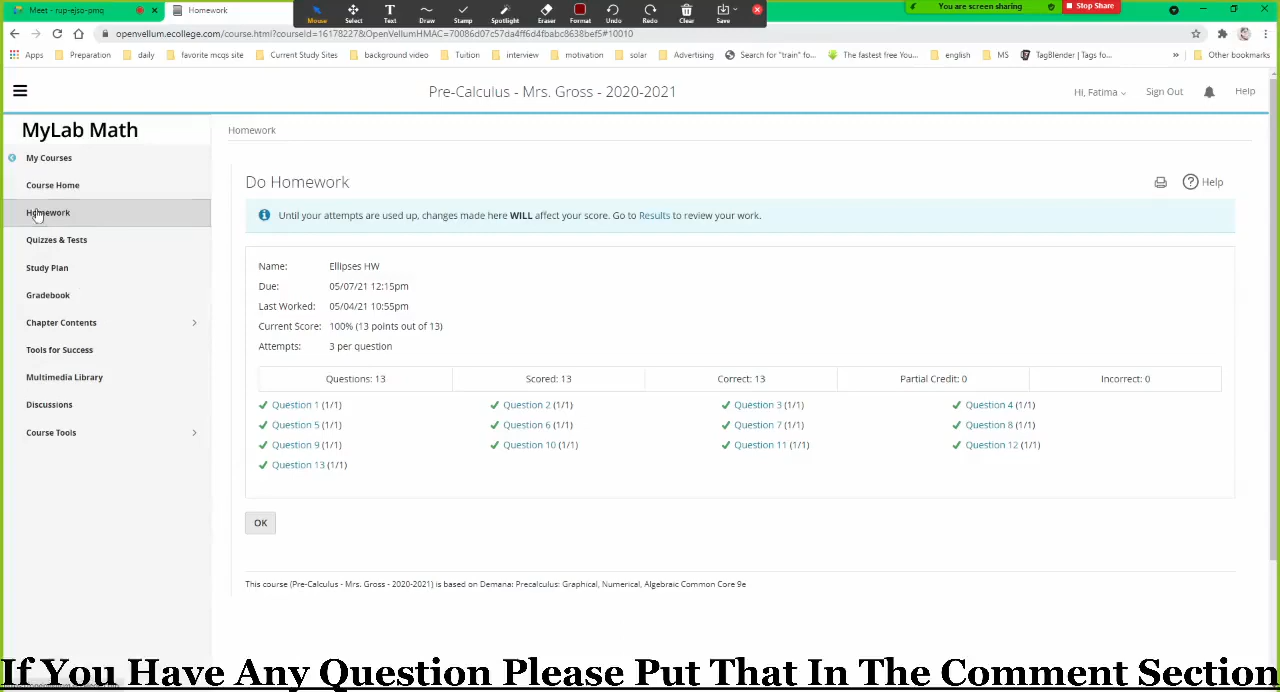 Meet - rup-ejso-pmq
Homework
Mouse Select Text Draw Stamp Spotlight Eraser Format Undo Redo Clear Save
You are screen sharing Stop Share
openvellum.ecollege.com/course.html?courseId=16178227&OpenVellumHMAC=70086d07c57da4ff6d4fbabc8638bef5#10010
Apps Preparation daily favorite mcqs site Current Study Sites background video Tuition interview motivation solar Advertising Search for "train" fo... The fastest free You... english MS TagBlender | Tags fo... » Other bookmarks
Pre-Calculus - Mrs. Gross - 2020-2021
Hi, Fatima Sign Out Help
MyLab Math
My Courses
Course Home
Homework
Quizzes & Tests
Study Plan
Gradebook
Chapter Contents
Tools for Success
Multimedia Library
Discussions
Course Tools
Homework
Do Homework
Help
Until your attempts are used up, changes made here WILL affect your score. Go to Results to review your work.
Name: Ellipses HW
Due: 05/07/21 12:15pm
Last Worked: 05/04/21 10:55pm
Current Score: 100% (13 points out of 13)
Attempts: 3 per question
Questions: 13 Scored: 13 Correct: 13 Partial Credit: 0 Incorrect: 0
Question 1 (1/1) Question 2 (1/1) Question 3 (1/1) Question 4 (1/1)
Question 5 (1/1) Question 6 (1/1) Question 7 (1/1) Question 8 (1/1)
Question 9 (1/1) Question 10 (1/1) Question 11 (1/1) Question 12 (1/1)
Question 13 (1/1)
OK
This course (Pre-Calculus - Mrs. Gross - 2020-2021) is based on Demana: Precalculus: Graphical, Numerical, Algebraic Common Core 9e
If You Have Any Question Please Put That In The Comment Section